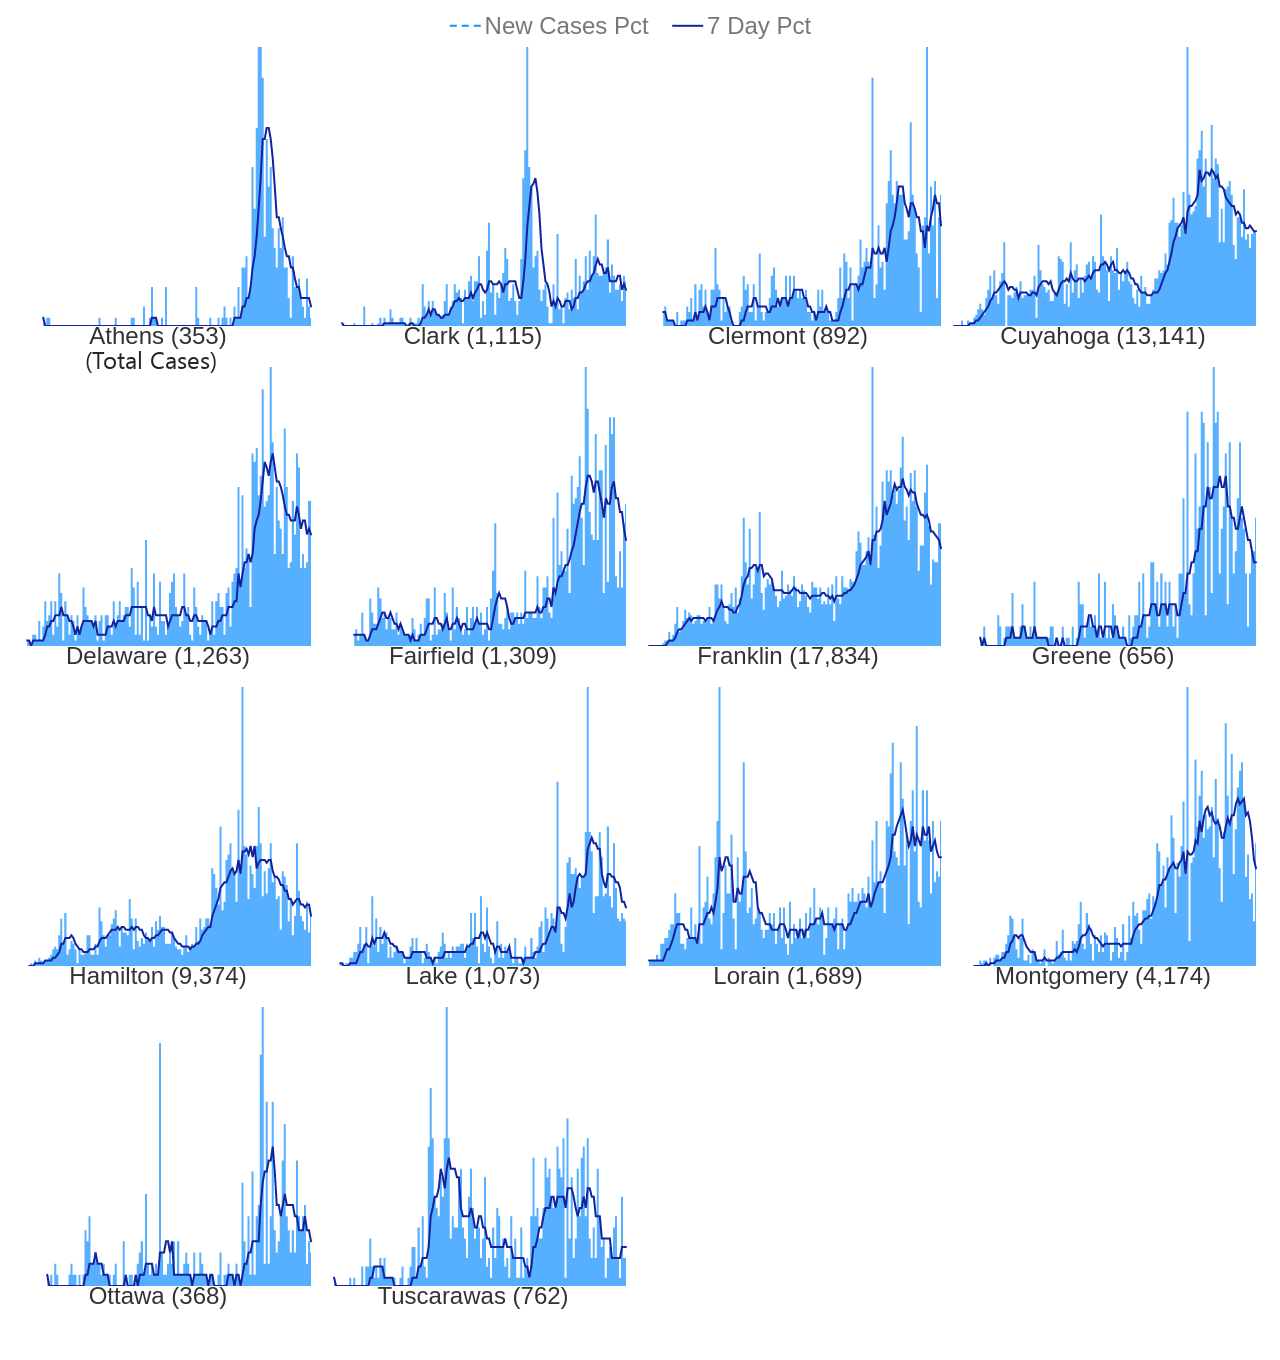 New Cases Pct 7 Day Pct
Athens (353) Clark (1,115) Clermont (892) Cuyahoga (13,141)
(Total Cases)
Delaware (1,263) Fairfield (1,309) Franklin (17,834) Greene (656)
Hamilton (9,374) Lake (1,073) Lorain (1,689) Montgomery (4,174)
Ottawa (368) Tuscarawas (762)